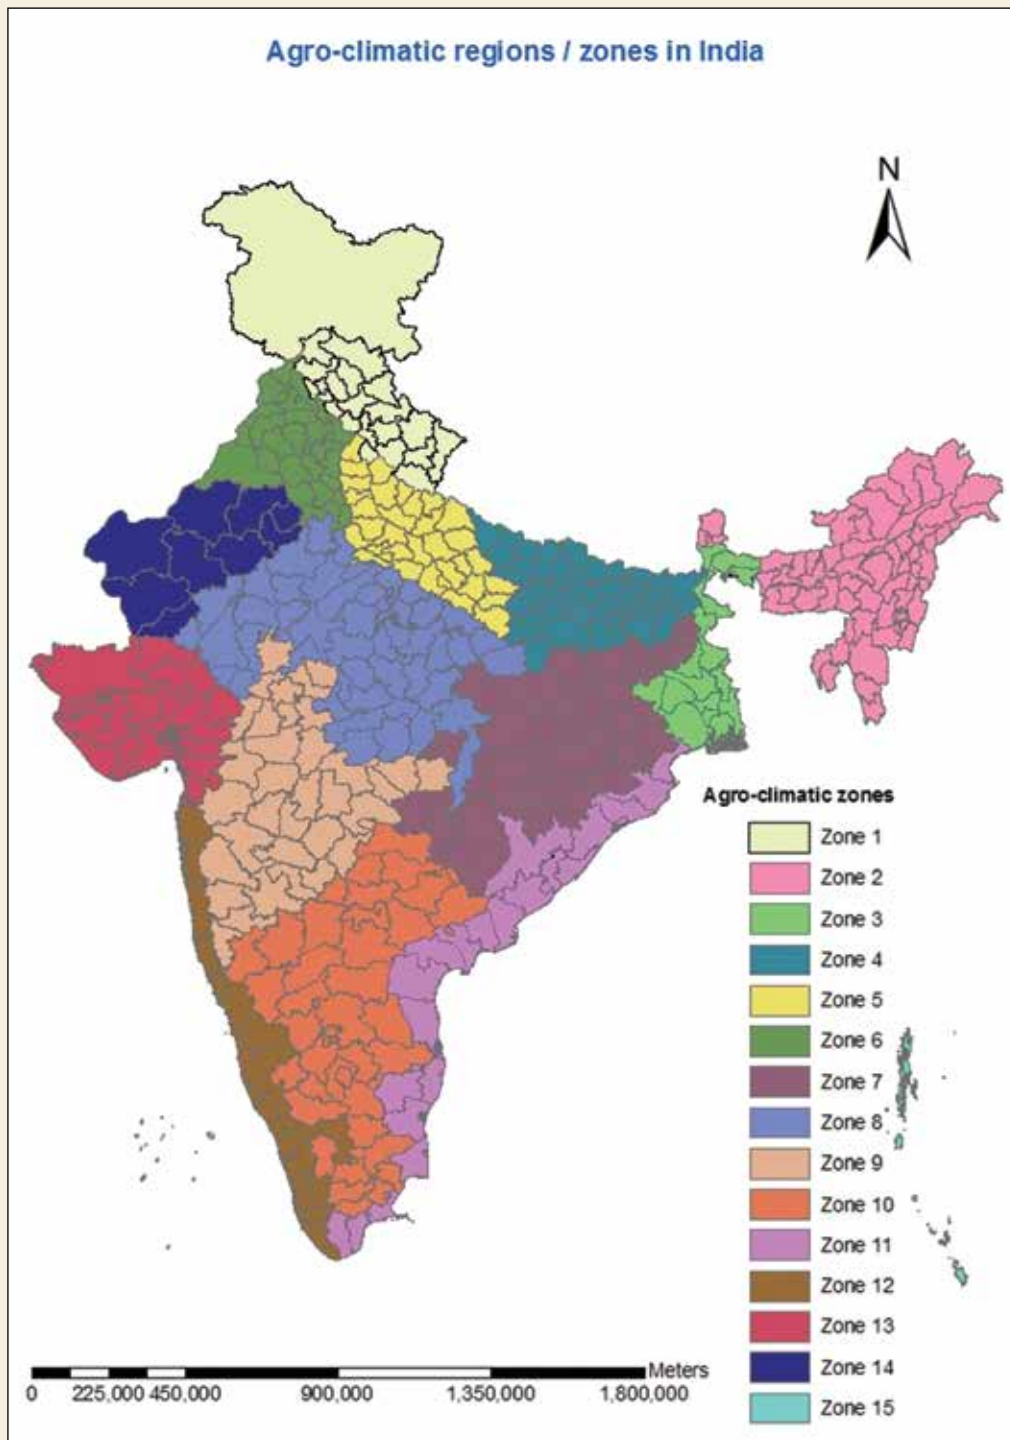 Agro-climatic regions / zones in India
N
Agro-climatic zones
Zone 1
Zone 2
Zone 3
Zone 4
Zone 5
Zone 6
Zone 7
Zone 8
Zone 9
Zone 10
Zone 11
Zone 12
Zone 13
Zone 14
Zone 15
Meters
0 225,000 450,000 900,000 1,350,000 1,800,000